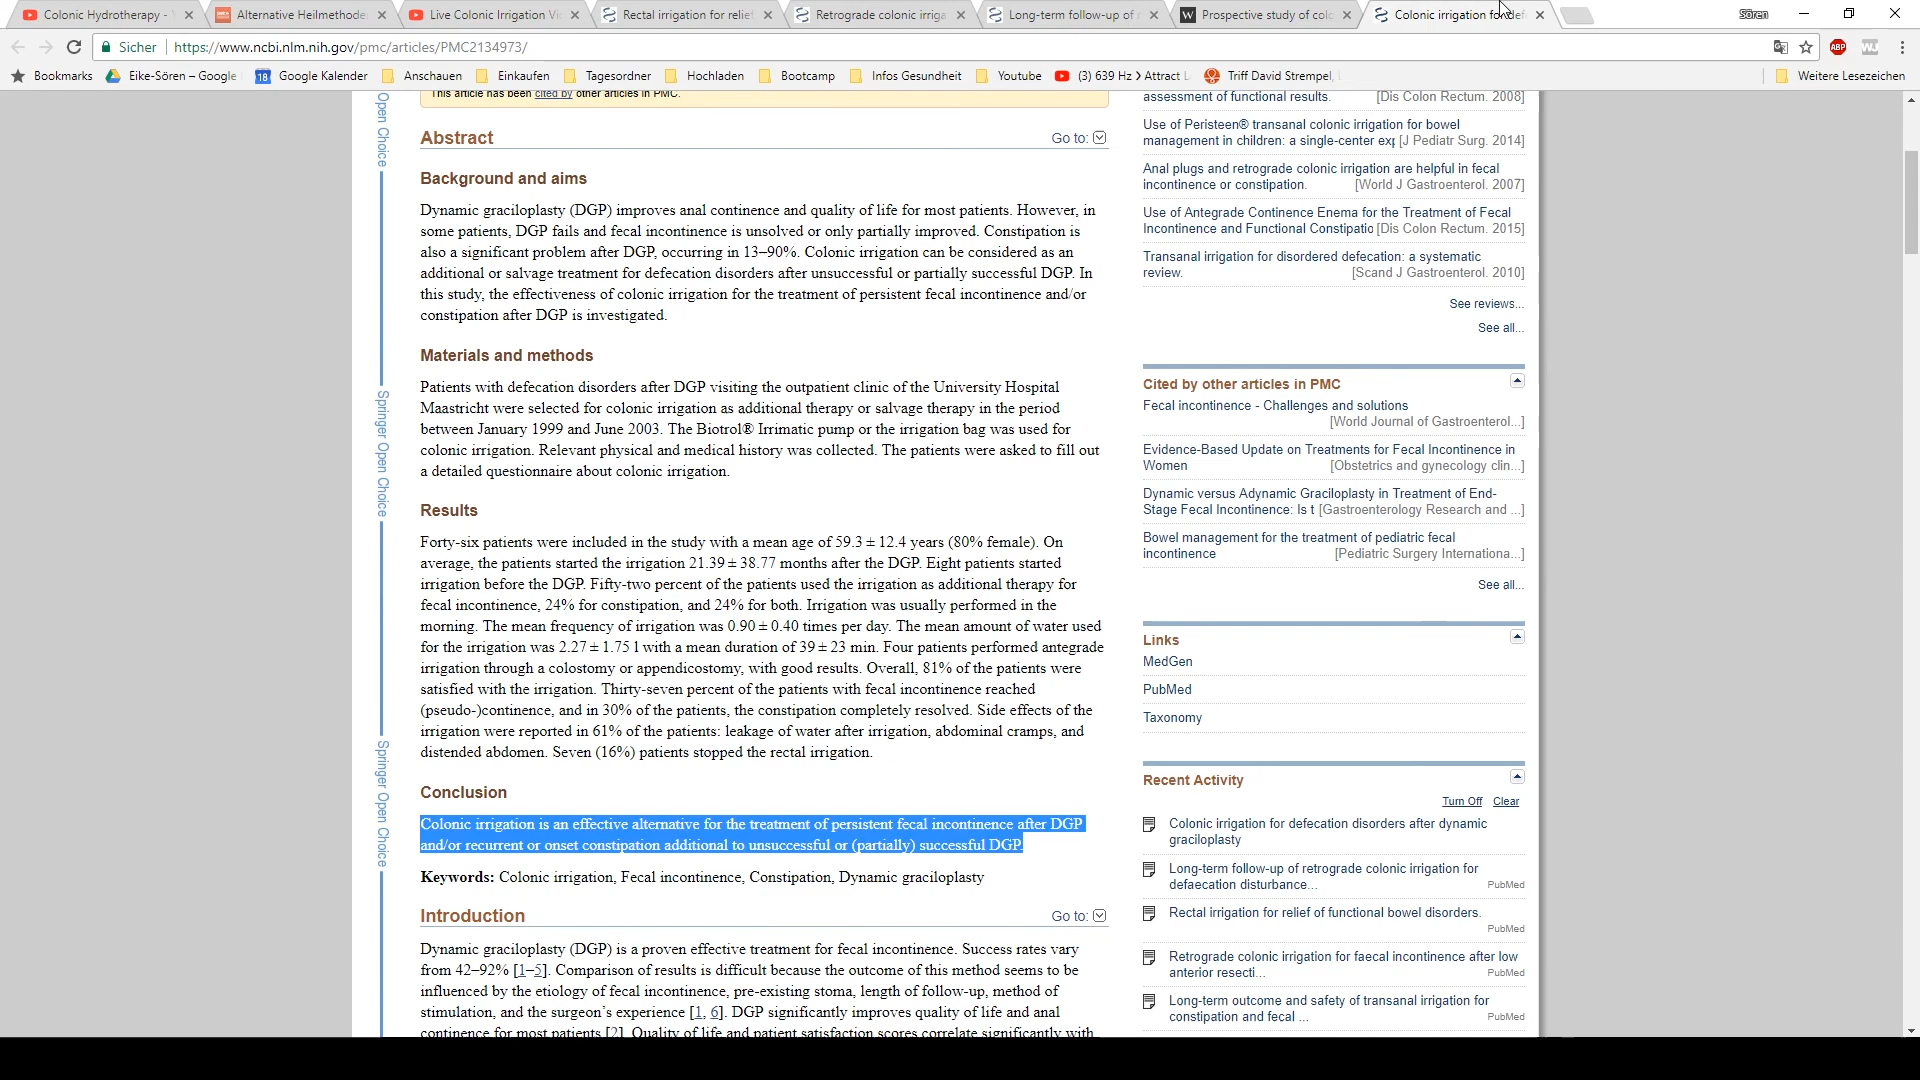 Colonic Hydrotherapy -
Alternative Heilmethode
Live Colonic Irrigation Vi
Rectal irrigation for relie
Retrograde colonic irriga
Long-term follow-up of
Prospective study of col
Colonic irrigation for def
Sören
Sicher
https://www.ncbi.nlm.nih.gov/pmc/articles/PMC2134973/
Bookmarks
Eike-Sören – Google
Google Kalender
Anschauen
Einkaufen
Tagesordner
Hochladen
Bootcamp
Infos Gesundheit
Youtube
(3) 639 Hz > Attract L
Triff David Strempel,
Weitere Lesezeichen
Open Choice
Springer Open Choice
Springer Open Choice
This article has been cited by other articles in PMC.
Abstract
Go to:
Background and aims
Dynamic graciloplasty (DGP) improves anal continence and quality of life for most patients. However, in
some patients, DGP fails and fecal incontinence is unsolved or only partially improved. Constipation is
also a significant problem after DGP, occurring in 13–90%. Colonic irrigation can be considered as an
additional or salvage treatment for defecation disorders after unsuccessful or partially successful DGP. In
this study, the effectiveness of colonic irrigation for the treatment of persistent fecal incontinence and/or
constipation after DGP is investigated.
Materials and methods
Patients with defecation disorders after DGP visiting the outpatient clinic of the University Hospital
Maastricht were selected for colonic irrigation as additional therapy or salvage therapy in the period
between January 1999 and June 2003. The Biotrol® Irrimatic pump or the irrigation bag was used for
colonic irrigation. Relevant physical and medical history was collected. The patients were asked to fill out
a detailed questionnaire about colonic irrigation.
Results
Forty-six patients were included in the study with a mean age of 59.3 ± 12.4 years (80% female). On
average, the patients started the irrigation 21.39 ± 38.77 months after the DGP. Eight patients started
irrigation before the DGP. Fifty-two percent of the patients used the irrigation as additional therapy for
fecal incontinence, 24% for constipation, and 24% for both. Irrigation was usually performed in the
morning. The mean frequency of irrigation was 0.90 ± 0.40 times per day. The mean amount of water used
for the irrigation was 2.27 ± 1.75 l with a mean duration of 39 ± 23 min. Four patients performed antegrade
irrigation through a colostomy or appendicostomy, with good results. Overall, 81% of the patients were
satisfied with the irrigation. Thirty-seven percent of the patients with fecal incontinence reached
(pseudo-)continence, and in 30% of the patients, the constipation completely resolved. Side effects of the
irrigation were reported in 61% of the patients: leakage of water after irrigation, abdominal cramps, and
distended abdomen. Seven (16%) patients stopped the rectal irrigation.
Conclusion
Colonic irrigation is an effective alternative for the treatment of persistent fecal incontinence after DGP
and/or recurrent or onset constipation additional to unsuccessful or (partially) successful DGP.
Keywords: Colonic irrigation, Fecal incontinence, Constipation, Dynamic graciloplasty
Introduction
Go to:
Dynamic graciloplasty (DGP) is a proven effective treatment for fecal incontinence. Success rates vary
from 42–92% [1–5]. Comparison of results is difficult because the outcome of this method seems to be
influenced by the etiology of fecal incontinence, pre-existing stoma, length of follow-up, method of
stimulation, and the surgeon's experience [1, 6]. DGP significantly improves quality of life and anal
continence for most patients [2]. Quality of life and patient satisfaction scores correlate significantly with
assessment of functional results. [Dis Colon Rectum. 2008]
Use of Peristeen® transanal colonic irrigation for bowel
management in children: a single-center exp [J Pediatr Surg. 2014]
Anal plugs and retrograde colonic irrigation are helpful in fecal
incontinence or constipation. [World J Gastroenterol. 2007]
Use of Antegrade Continence Enema for the Treatment of Fecal
Incontinence and Functional Constipatio [Dis Colon Rectum. 2015]
Transanal irrigation for disordered defecation: a systematic
review. [Scand J Gastroenterol. 2010]
See reviews...
See all...
Cited by other articles in PMC
Fecal incontinence - Challenges and solutions
[World Journal of Gastroenterol...]
Evidence-Based Update on Treatments for Fecal Incontinence in
Women [Obstetrics and gynecology clin...]
Dynamic versus Adynamic Graciloplasty in Treatment of End-
Stage Fecal Incontinence: Is t [Gastroenterology Research and ...]
Bowel management for the treatment of pediatric fecal
incontinence [Pediatric Surgery Internationa...]
See all...
Links
MedGen
PubMed
Taxonomy
Recent Activity
Turn Off Clear
Colonic irrigation for defecation disorders after dynamic
graciloplasty
Long-term follow-up of retrograde colonic irrigation for
defaecation disturbance... PubMed
Rectal irrigation for relief of functional bowel disorders.
PubMed
Retrograde colonic irrigation for faecal incontinence after low
anterior resecti... PubMed
Long-term outcome and safety of transanal irrigation for
constipation and fecal ... PubMed